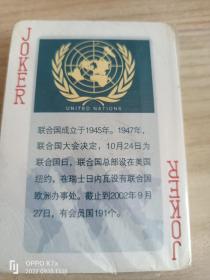 JOKER
UNITED NATIONS
联合国成立于1945年。1947年，
联合国大会决定，10月24日为
联合国日，联合国总部设在美国
纽约，在瑞士日内瓦设有联合国
欧洲办事处。截止到2002年9月
27日，有会员国191个。
JOKER
OPPO K7x